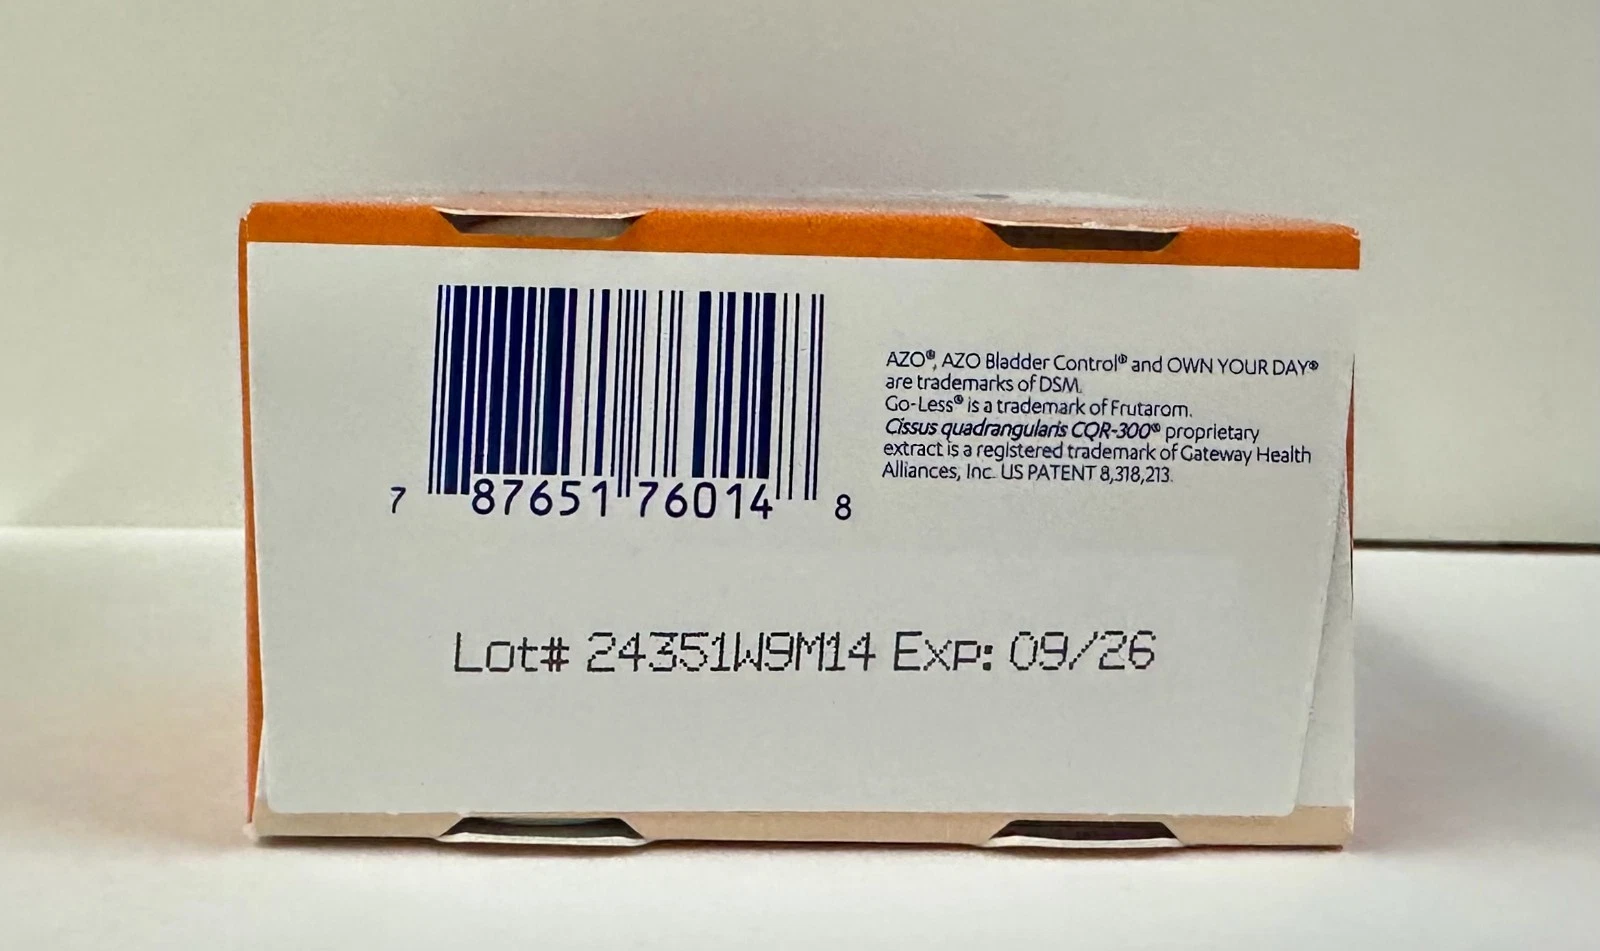 AZO®, AZO Bladder Control® and OWN YOUR DAY®
are trademarks of DSM.
Go-Less® is a trademark of Frutarom.
Cissus quadrangularis CQR-300® proprietary
extract is a registered trademark of Gateway Health
Alliances, Inc. US PATENT 8,318,213.
7 87651 76014 8
Lot# 24351W9M14 Exp: 09/26